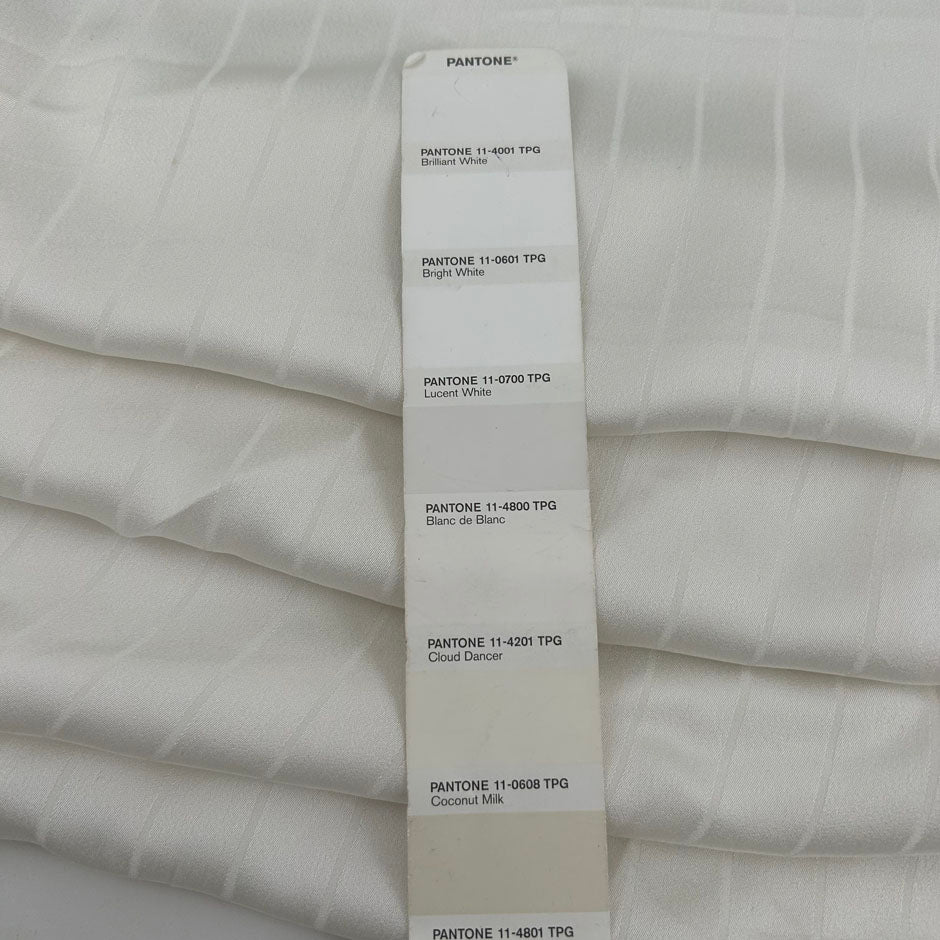 PANTONE®
PANTONE 11-4001 TPG
Brilliant White
PANTONE 11-0601 TPG
Bright White
PANTONE 11-0700 TPG
Lucent White
PANTONE 11-4800 TPG
Blanc de Blanc
PANTONE 11-4201 TPG
Cloud Dancer
PANTONE 11-0608 TPG
Coconut Milk
PANTONE 11-4801 TPG